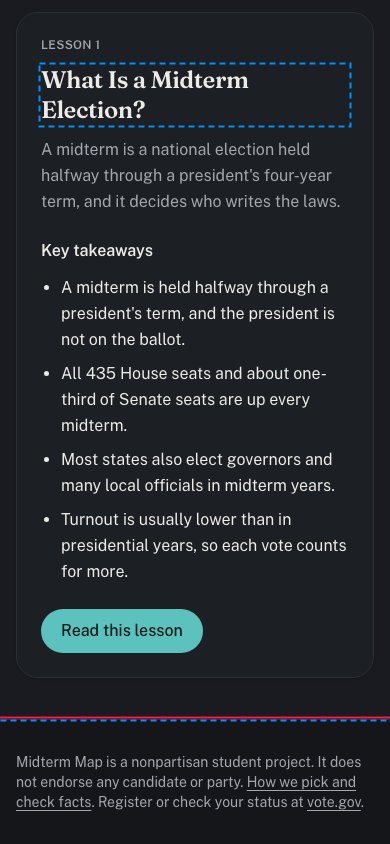 LESSON 1
What Is a Midterm
Election?
A midterm is a national election held
halfway through a president's four-year
term, and it decides who writes the laws.
Key takeaways
• A midterm is held halfway through a
president's term, and the president is
not on the ballot.
• All 435 House seats and about one-
third of Senate seats are up every
midterm.
• Most states also elect governors and
many local officials in midterm years.
• Turnout is usually lower than in
presidential years, so each vote counts
for more.
Read this lesson
Midterm Map is a nonpartisan student project. It does
not endorse any candidate or party. How we pick and
check facts. Register or check your status at vote.gov.